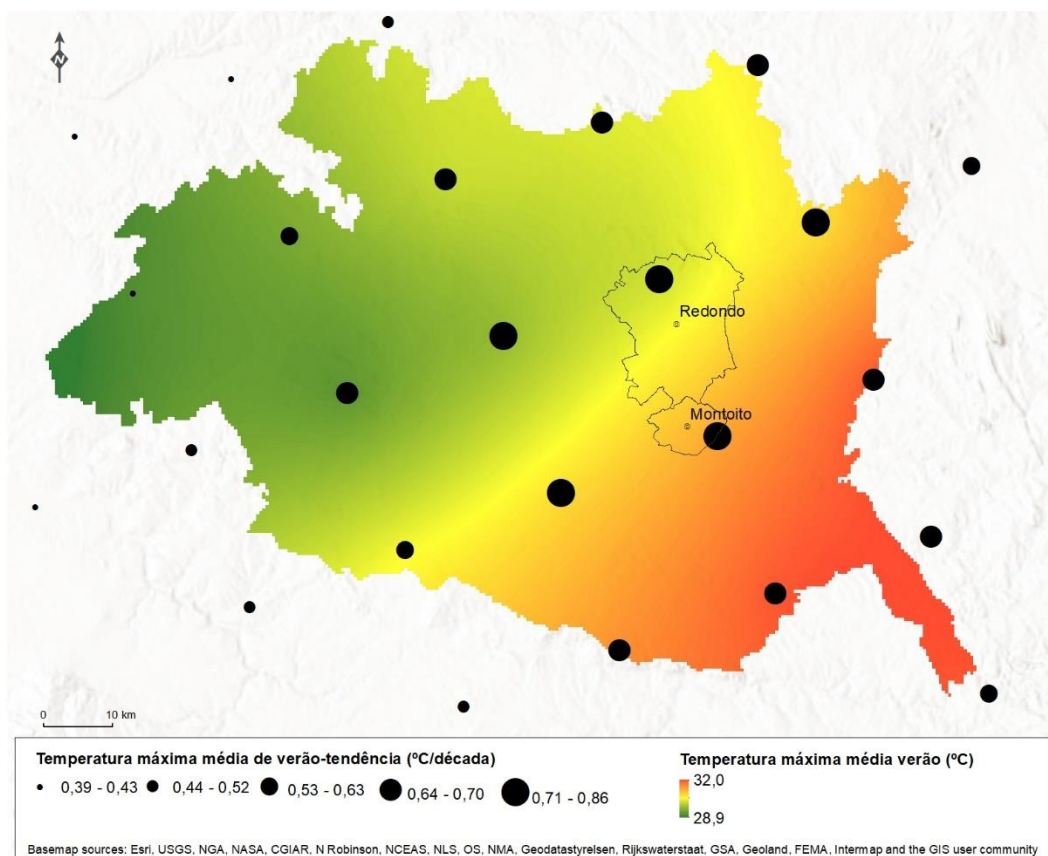 N
Redondo
Montoito
0 10 km
Temperatura máxima média de verão-tendência (ºC/década)
0,39 - 0,43 0,44 - 0,52 0,53 - 0,63 0,64 - 0,70 0,71 - 0,86
Temperatura máxima média verão (ºC)
32,0
28,9
Basemap sources: Esri, USGS, NGA, NASA, CGIAR, N Robinson, NCEAS, NLS, OS, NMA, Geodatastyrelsen, Rijkswaterstaat, GSA, Geoland, FEMA, Intermap and the GIS user community